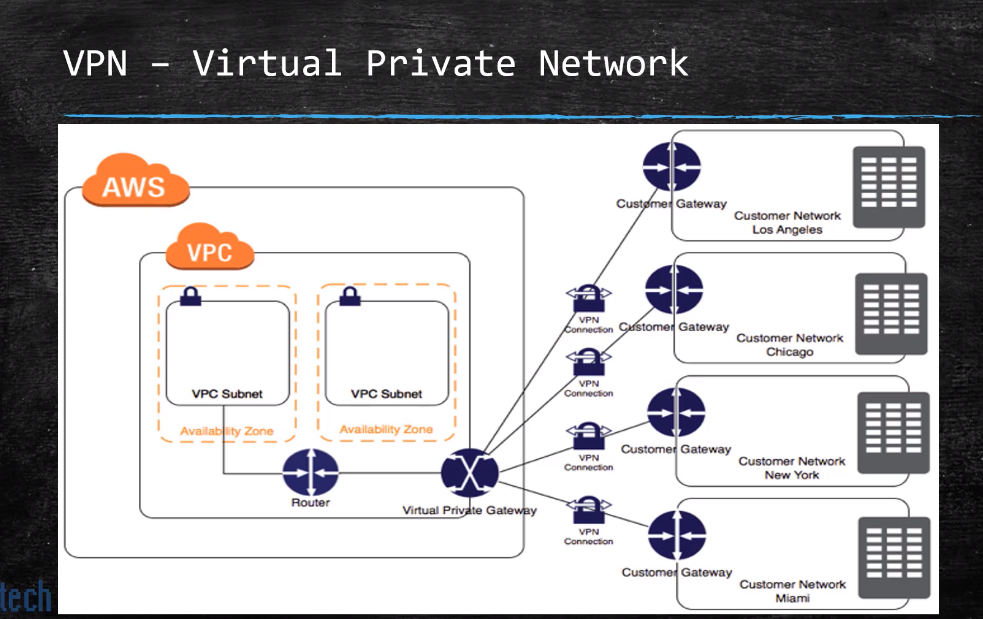 VPN – Virtual Private Network
AWS
VPC
VPC Subnet
Availability Zone
VPC Subnet
Availability Zone
Router
Virtual Private Gateway
VPN
Connection
VPN
Connection
VPN
Connection
VPN
Connection
Customer Gateway
Customer Network
Los Angeles
Customer Gateway
Customer Network
Chicago
Customer Gateway
Customer Network
New York
Customer Gateway
Customer Network
Miami
tech